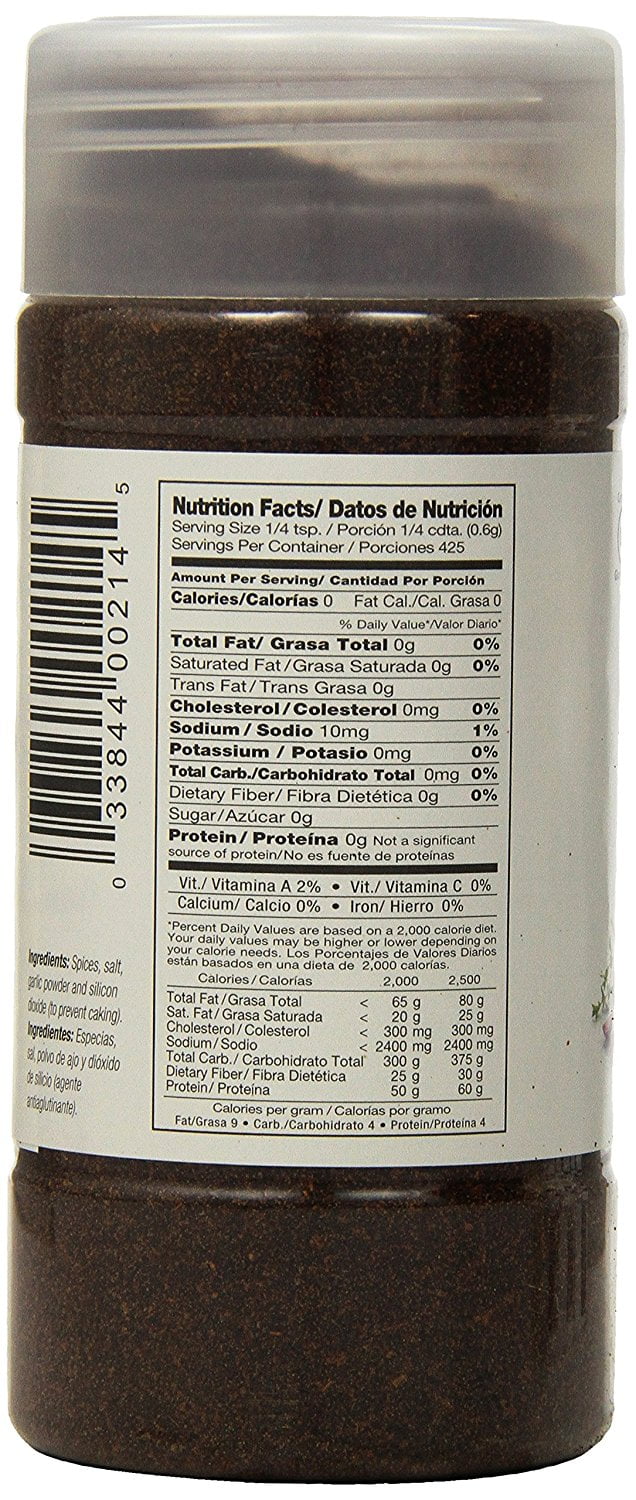 Nutrition Facts/ Datos de Nutrición
Serving Size 1/4 tsp. / Porción 1/4 cdta. (0.6g)
Servings Per Container / Porciones 425
Amount Per Serving/ Cantidad Por Porción
Calories/Calorías 0 Fat Cal./Cal. Grasa 0
% Daily Value*/Valor Diario*
Total Fat/ Grasa Total 0g 0%
Saturated Fat/Grasa Saturada 0g 0%
Trans Fat/Trans Grasa 0g
Cholesterol/Colesterol 0mg 0%
Sodium/Sodio 10mg 1%
Potassium / Potasio 0mg 0%
Total Carb./Carbohidrato Total 0mg 0%
Dietary Fiber/ Fibra Dietética 0g 0%
Sugar/Azúcar 0g
Protein/Proteína 0g Not a significant
source of protein/No es fuente de proteínas
Vit./ Vitamina A 2% • Vit./ Vitamina C 0%
Calcium/ Calcio 0% • Iron/ Hierro 0%
*Percent Daily Values are based on a 2,000 calorie diet.
Your daily values may be higher or lower depending on
your calorie needs. Los Porcentajes de Valores Diarios
están basados en una dieta de 2,000 calorías.
Calories/Calorías 2,000 2,500
Total Fat/Grasa Total < 65 g 80 g
Sat. Fat/Grasa Saturada < 20 g 25 g
Cholesterol/Colesterol < 300 mg 300 mg
Sodium/Sodio < 2400 mg 2400 mg
Total Carb./Carbohidrato Total 300 g 375 g
Dietary Fiber/Fibra Dietética 25 g 30 g
Protein/Proteína 50 g 60 g
Calories per gram / Calorías por gramo
Fat/Grasa 9 • Carb./Carbohidrato 4 • Protein/Proteína 4
0 33844 00214 5
Ingredients: Spices, salt,
garlic powder and silicon
dioxide (to prevent caking).
Ingredientes: Especias,
sal, polvo de ajo y dióxido
de silicio (agente
antiaglutinante).